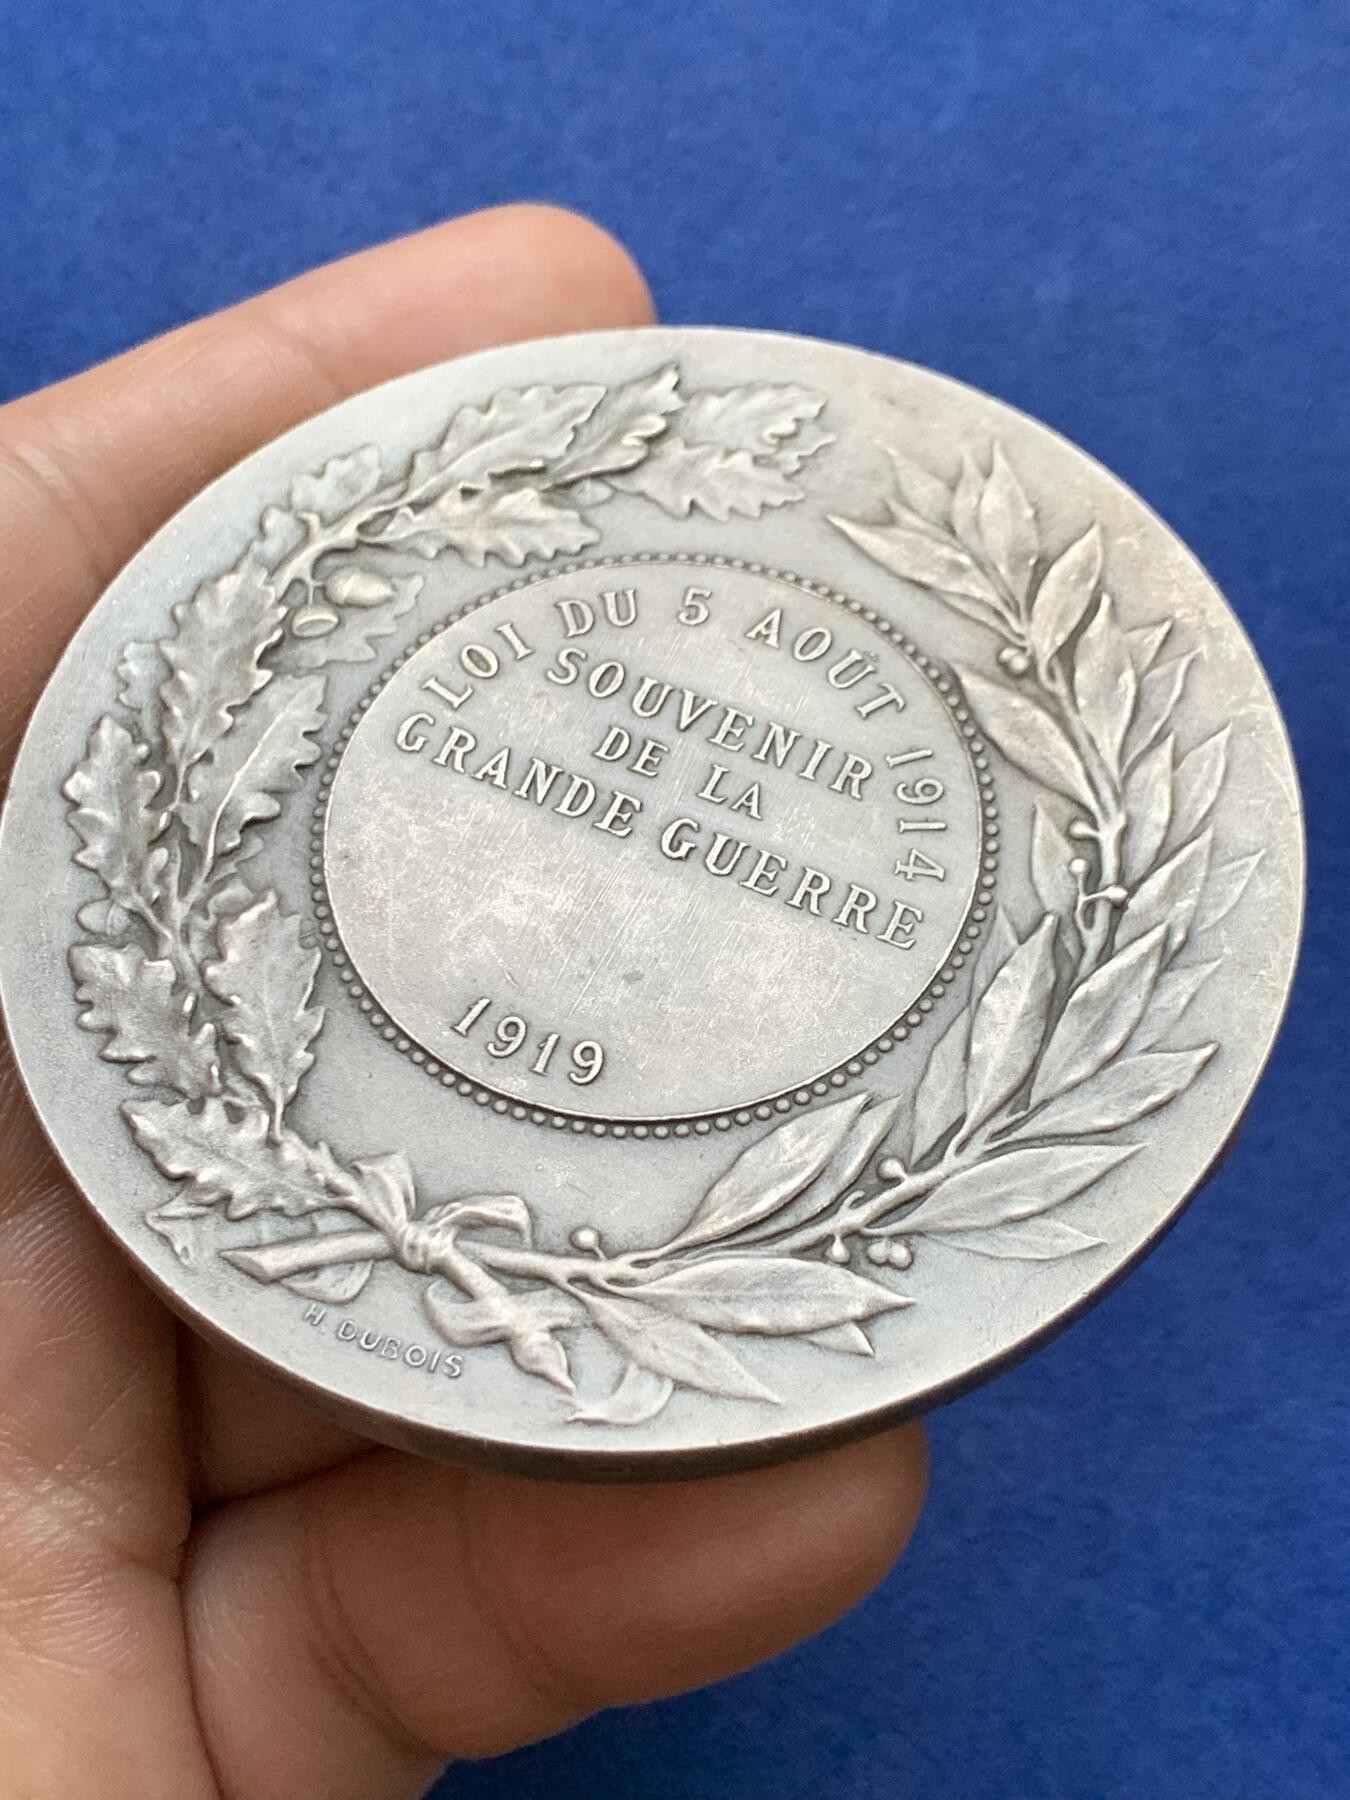 LOI DU 5 AOÛT 1914
SOUVENIR
DE LA
GRANDE GUERRE
1919
H. DUBOIS